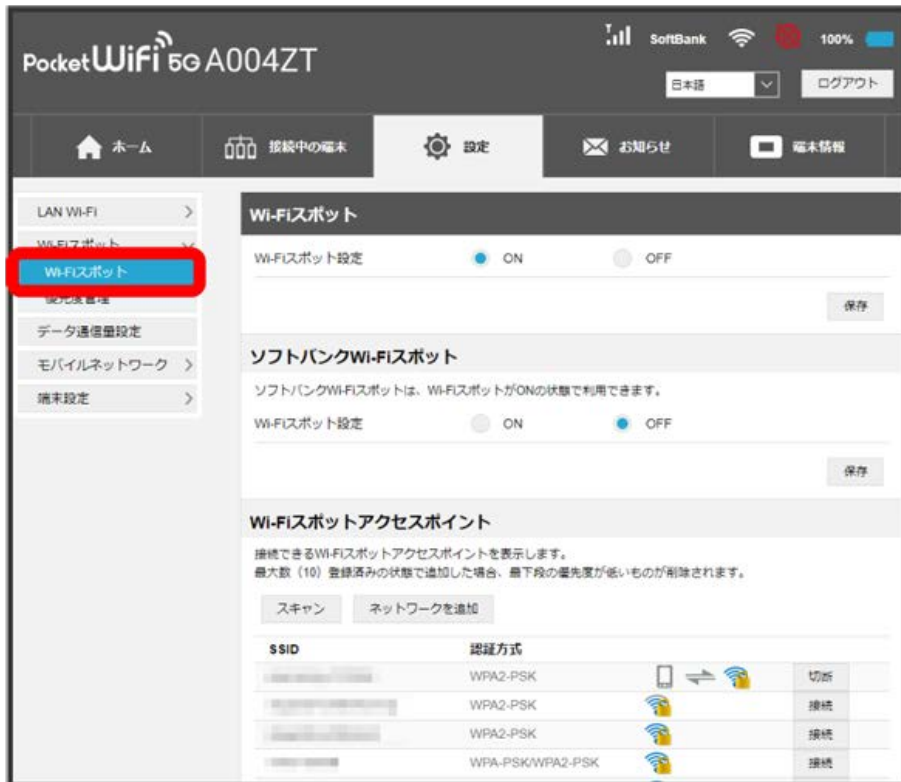 SoftBank 100%
Pocket WiFi 5G A004ZT
日本語 ログアウト
ホーム 接続中の端末 設定 お知らせ 端末情報
LAN Wi-Fi
Wi-Fiスポット
Wi-Fiスポット
優先度管理
データ通信量設定
モバイルネットワーク
端末設定
Wi-Fiスポット
Wi-Fiスポット設定 ON OFF
保存
ソフトバンクWi-Fiスポット
ソフトバンクWi-Fiスポットは、Wi-FiスポットがONの状態で利用できます。
Wi-Fiスポット設定 ON OFF
保存
Wi-Fiスポットアクセスポイント
接続できるWi-Fiスポットアクセスポイントを表示します。
最大数（10）登録済みの状態で追加した場合、最下段の優先度が低いものが削除されます。
スキャン ネットワークを追加
SSID 認証方式
WPA2-PSK 切断
WPA2-PSK 接続
WPA2-PSK 接続
WPA-PSK/WPA2-PSK 接続